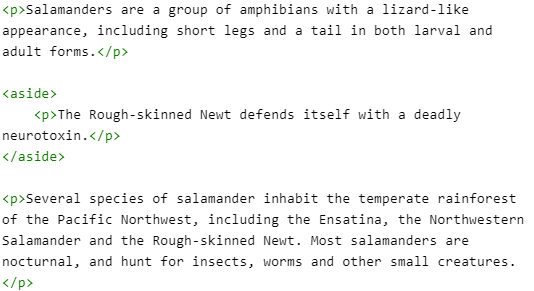 <p>Salamanders are a group of amphibians with a lizard-like
appearance, including short legs and a tail in both larval and
adult forms.</p>
<aside>
<p>The Rough-skinned Newt defends itself with a deadly
neurotoxin.</p>
</aside>
<p>Several species of salamander inhabit the temperate rainforest
of the Pacific Northwest, including the Ensatina, the Northwestern
Salamander and the Rough-skinned Newt. Most salamanders are
nocturnal, and hunt for insects, worms and other small creatures.
</p>